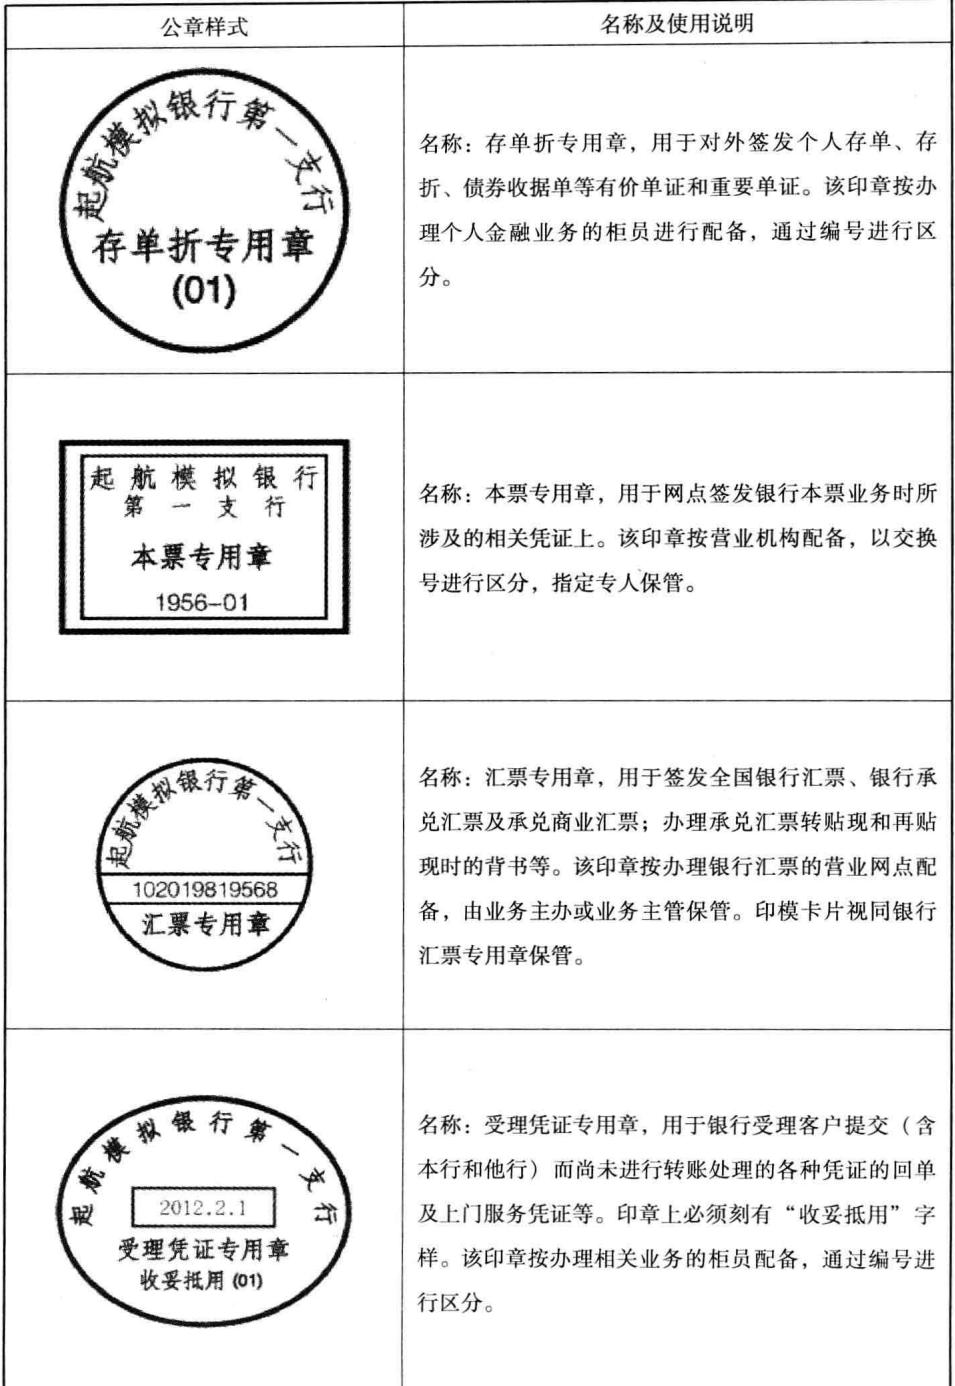 公章样式
名称及使用说明
起航模拟银行第一支行
存单折专用章
(01)
名称：存单折专用章，用于对外签发个人存单、存
折、债券收据单等有价单证和重要单证。该印章按办
理个人金融业务的柜员进行配备，通过编号进行区
分。
起航模拟银行
第一支行
本票专用章
1956-01
名称：本票专用章，用于网点签发银行本票业务时所
涉及的相关凭证上。该印章按营业机构配备，以交换
号进行区分，指定专人保管。
起航模拟银行第一支行
102019819568
汇票专用章
名称：汇票专用章，用于签发全国银行汇票、银行承
兑汇票及承兑商业汇票；办理承兑汇票转贴现和再贴
现时的背书等。该印章按办理银行汇票的营业网点配
备，由业务主办或业务主管保管。印模卡片视同银行
汇票专用章保管。
起航模拟银行第一支行
2012.2.1
受理凭证专用章
收妥抵用(01)
名称：受理凭证专用章，用于银行受理客户提交（含
本行和他行）而尚未进行转账处理的各种凭证的回单
及上门服务凭证等。印章上必须刻有“收妥抵用”字
样。该印章按办理相关业务的柜员配备，通过编号进
行区分。